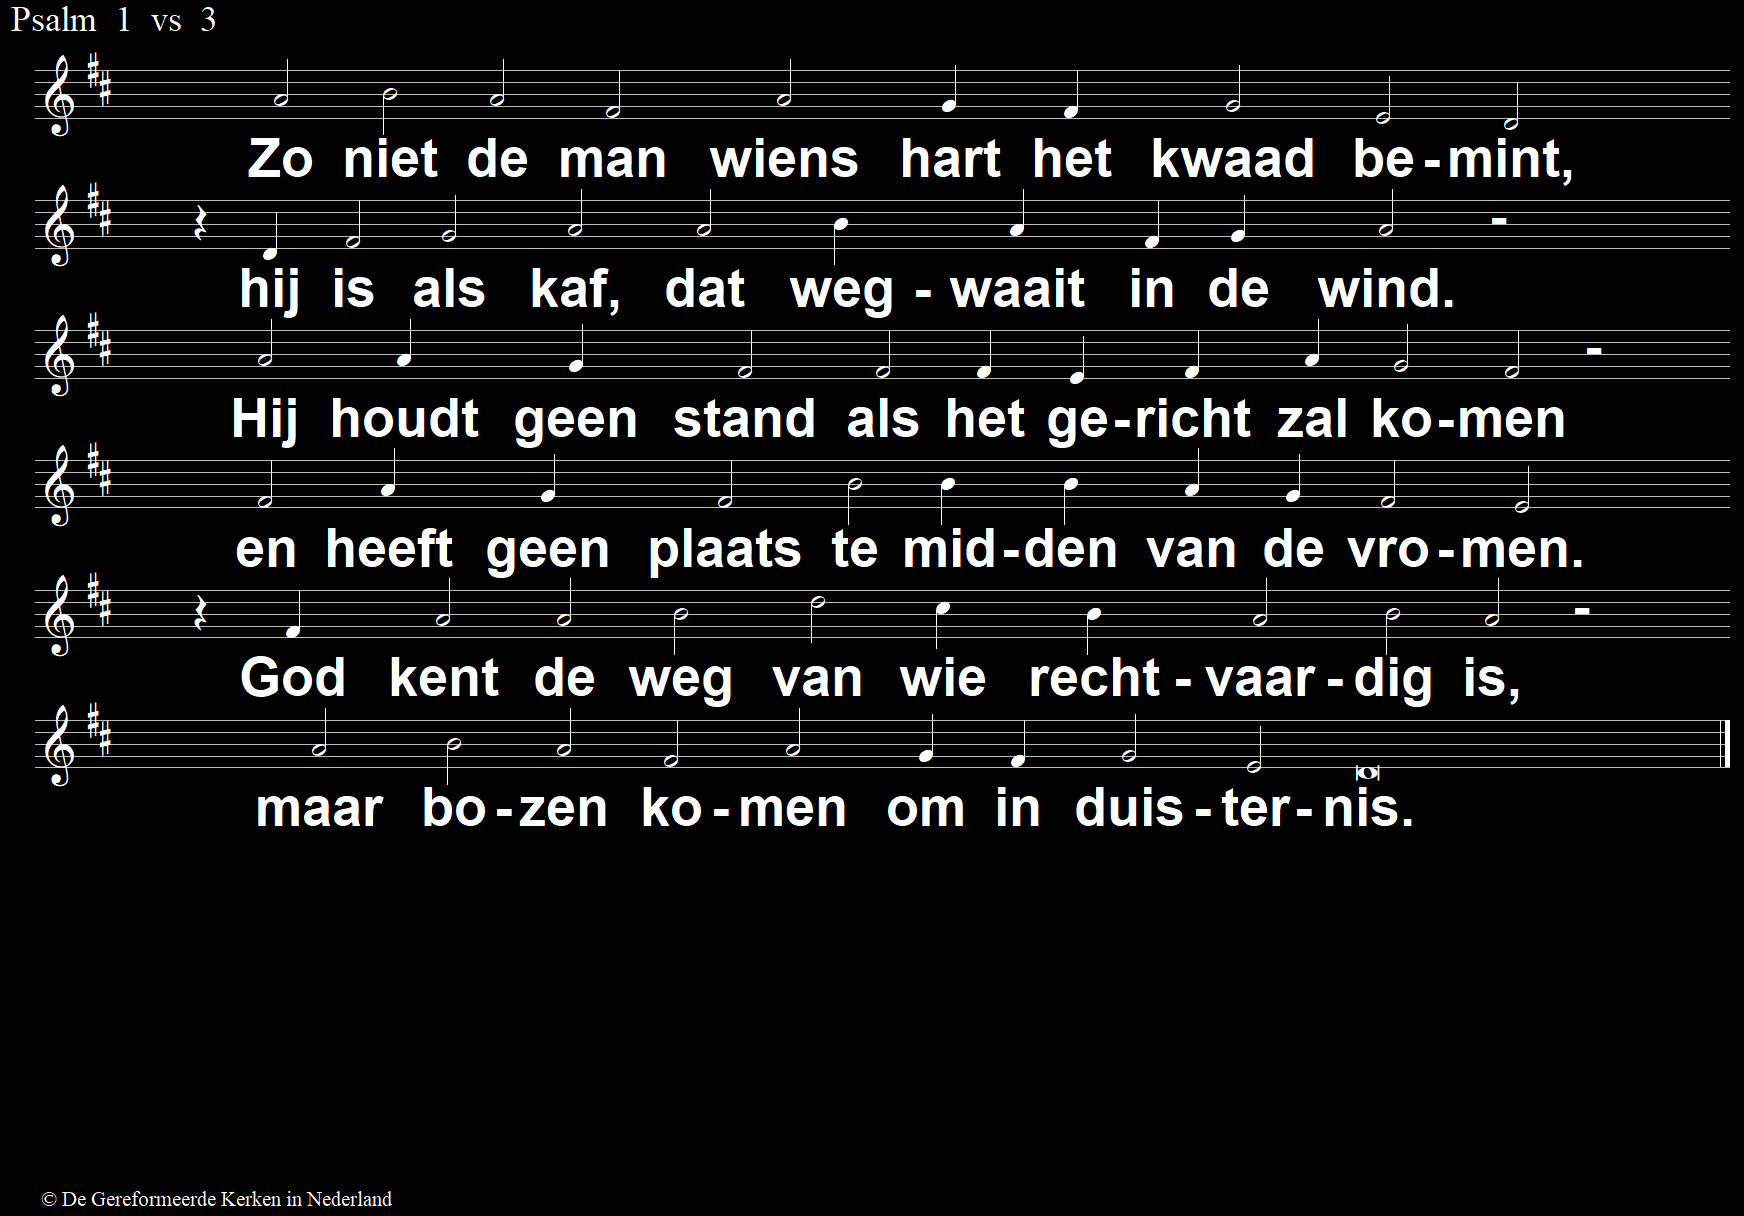 Psalm 1 vs 3
Zo niet de man wiens hart het kwaad be-mint,
hij is als kaf, dat weg-waait in de wind.
Hij houdt geen stand als het ge-richt zal ko-men
en heeft geen plaats te mid-den van de vro-men.
God kent de weg van wie recht-vaar-dig is,
maar bo-zen ko-men om in duis-ter-nis.
© De Gereformeerde Kerken in Nederland